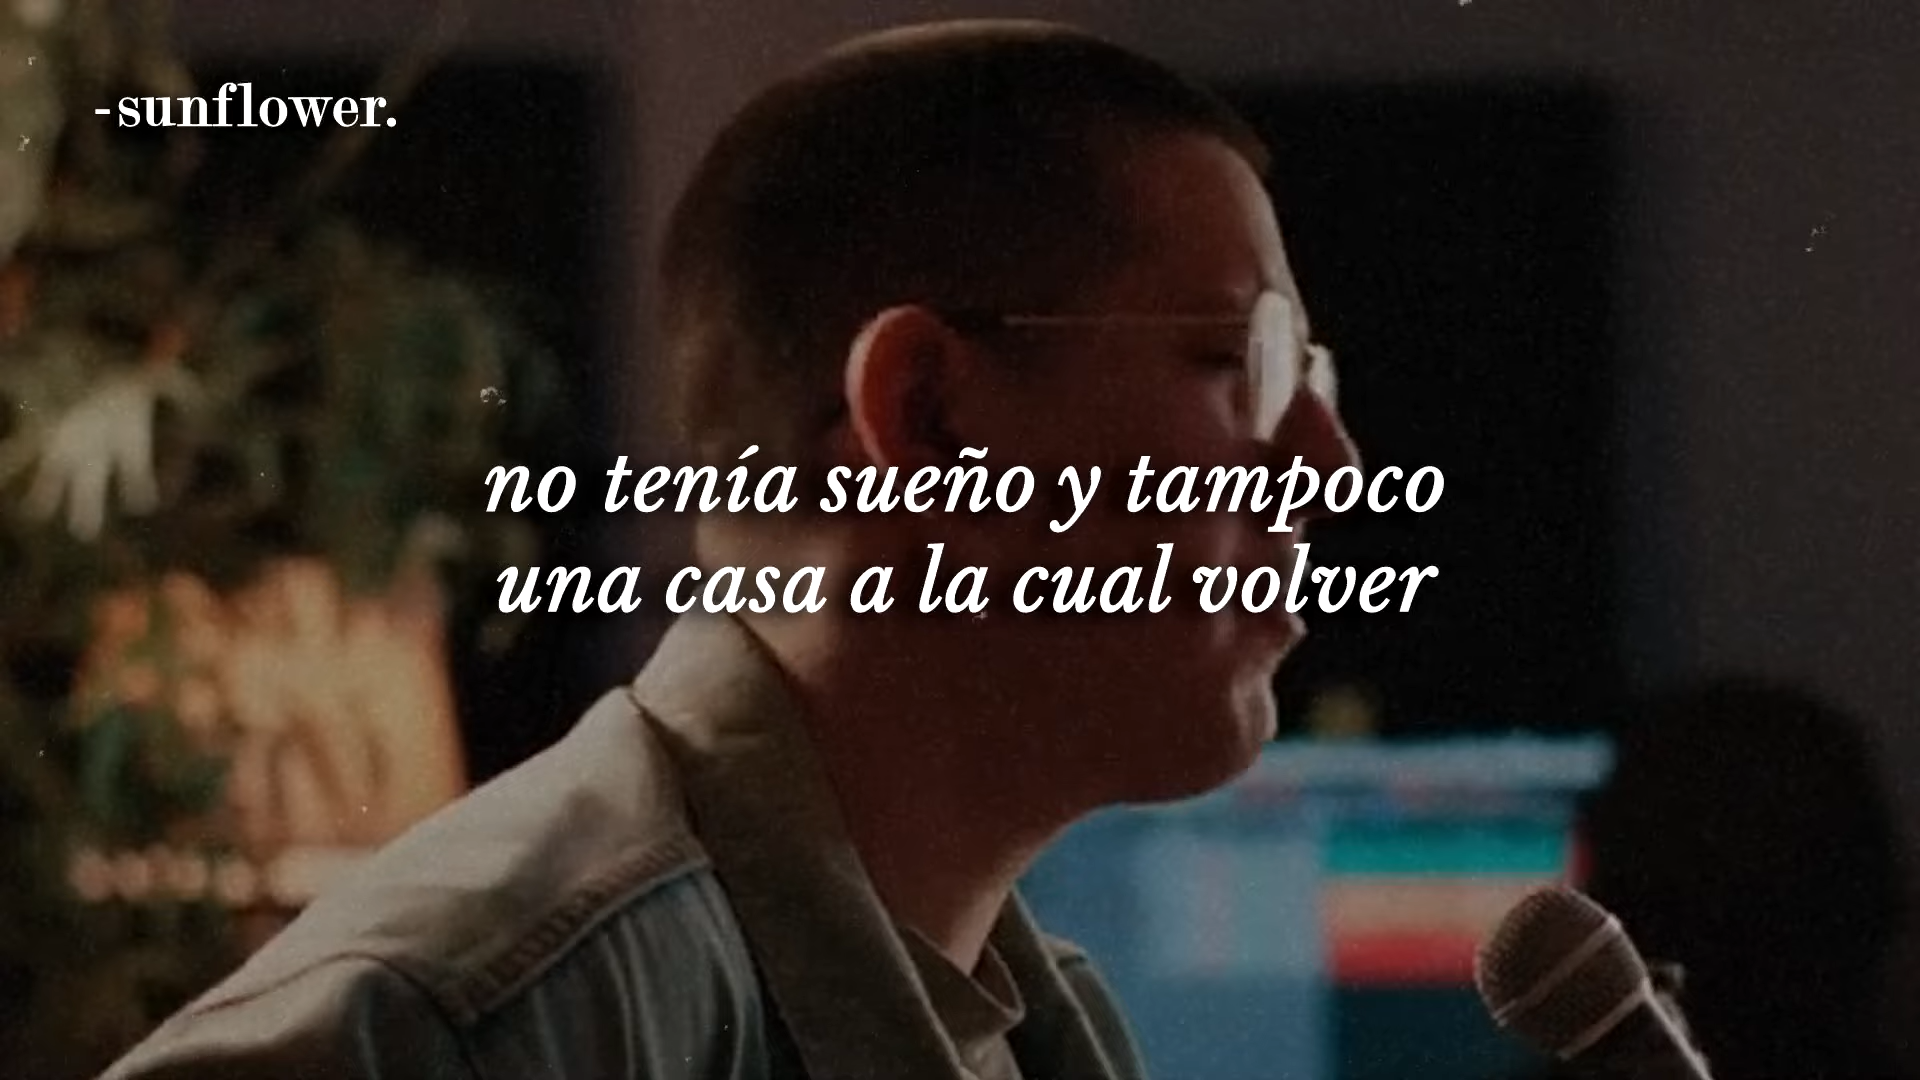 -sunflower.
no tenía sueño y tampoco
una casa a la cual volver